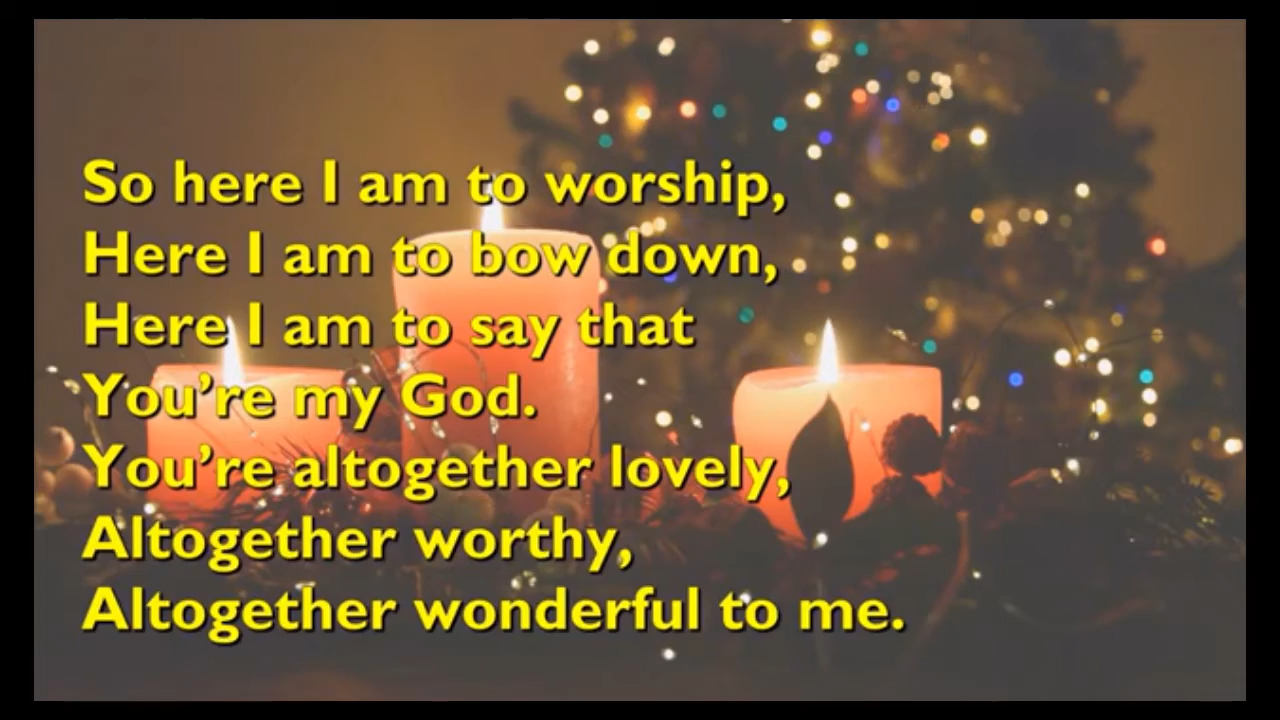 So here I am to worship,
Here I am to bow down,
Here I am to say that
You’re my God.
You’re altogether lovely,
Altogether worthy,
Altogether wonderful to me.